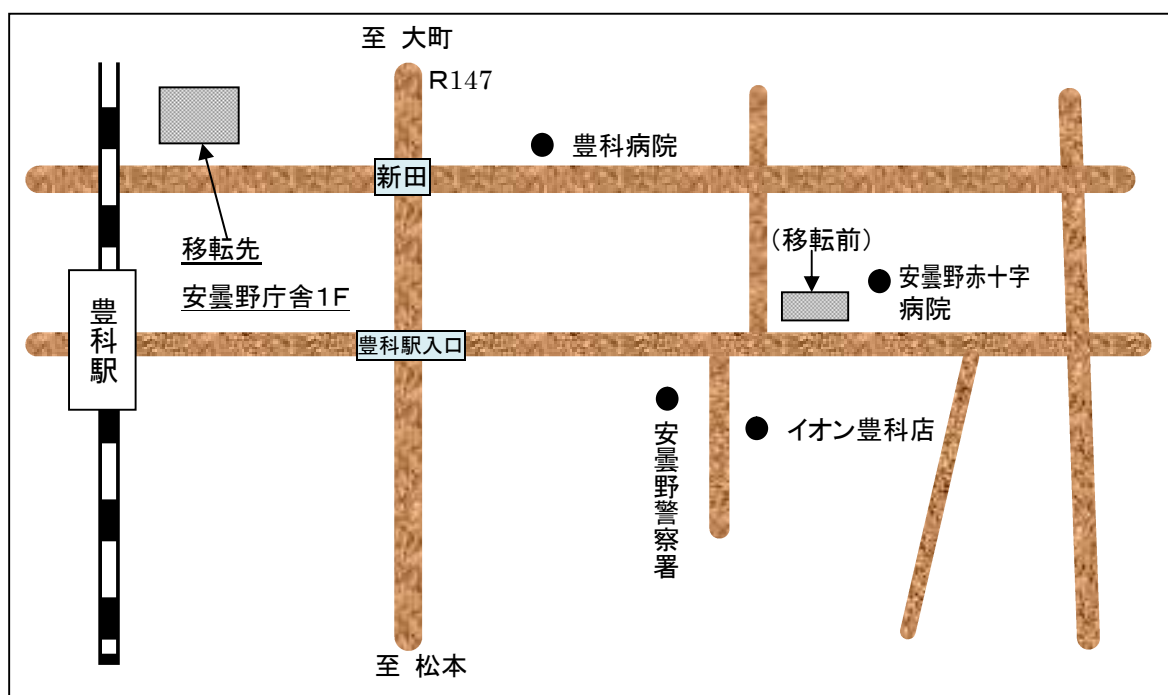 至 大町
R147
豊科病院
新田
(移転前)
移転先
安曇野庁舎1F
安曇野赤十字
病院
豊科駅
豊科駅入口
安曇野警察署
イオン豊科店
至 松本